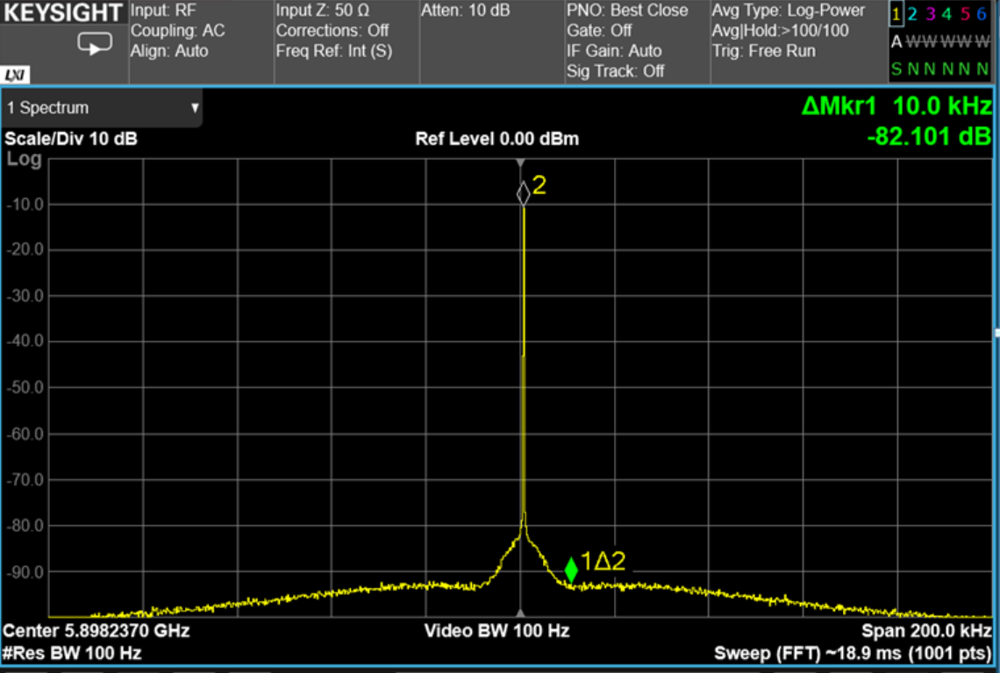 KEYSIGHT
LXI
Input: RF
Coupling: AC
Align: Auto
Input Z: 50 Ω
Corrections: Off
Freq Ref: Int (S)
Atten: 10 dB
PNO: Best Close
Gate: Off
IF Gain: Auto
Sig Track: Off
Avg Type: Log-Power
Avg|Hold:>100/100
Trig: Free Run
1 2 3 4 5 6
A W W W W W
S N N N N N
1 Spectrum
ΔMkr1 10.0 kHz
-82.101 dB
Scale/Div 10 dB
Ref Level 0.00 dBm
Log
2
-10.0
-20.0
-30.0
-40.0
-50.0
-60.0
-70.0
-80.0
1Δ2
-90.0
Center 5.8982370 GHz
Video BW 100 Hz
Span 200.0 kHz
#Res BW 100 Hz
Sweep (FFT) ~18.9 ms (1001 pts)